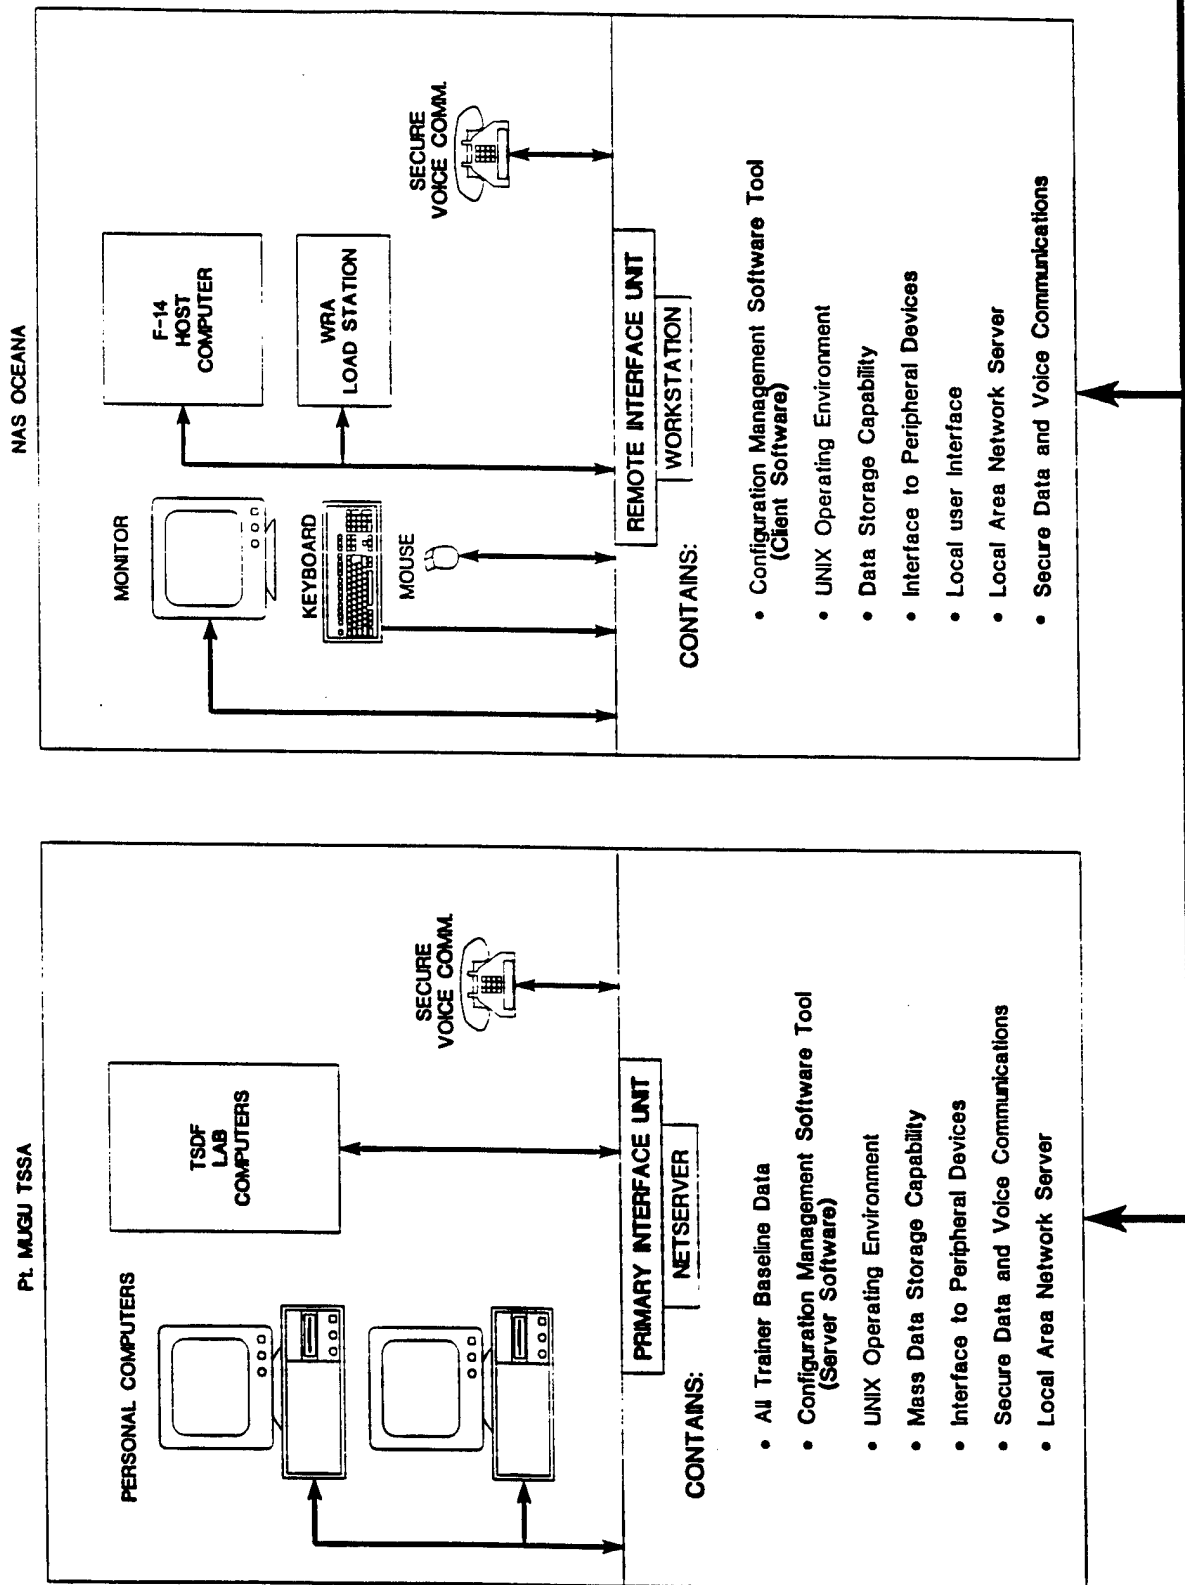 Pt. MUGU TSSA
PERSONAL COMPUTERS
TSDF
LAB
COMPUTERS
SECURE
VOICE COMM.
PRIMARY INTERFACE UNIT
NETSERVER
CONTAINS:
• All Trainer Baseline Data
• Configuration Management Software Tool
(Server Software)
• UNIX Operating Environment
• Mass Data Storage Capability
• Interface to Peripheral Devices
• Secure Data and Voice Communications
• Local Area Network Server
NAS OCEANA
MONITOR
KEYBOARD
MOUSE
F-14
HOST
COMPUTER
WRA
LOAD STATION
SECURE
VOICE COMM.
REMOTE INTERFACE UNIT
WORKSTATION
CONTAINS:
• Configuration Management Software Tool
(Client Software)
• UNIX Operating Environment
• Data Storage Capability
• Interface to Peripheral Devices
• Local user Interface
• Local Area Network Server
• Secure Data and Voice Communications